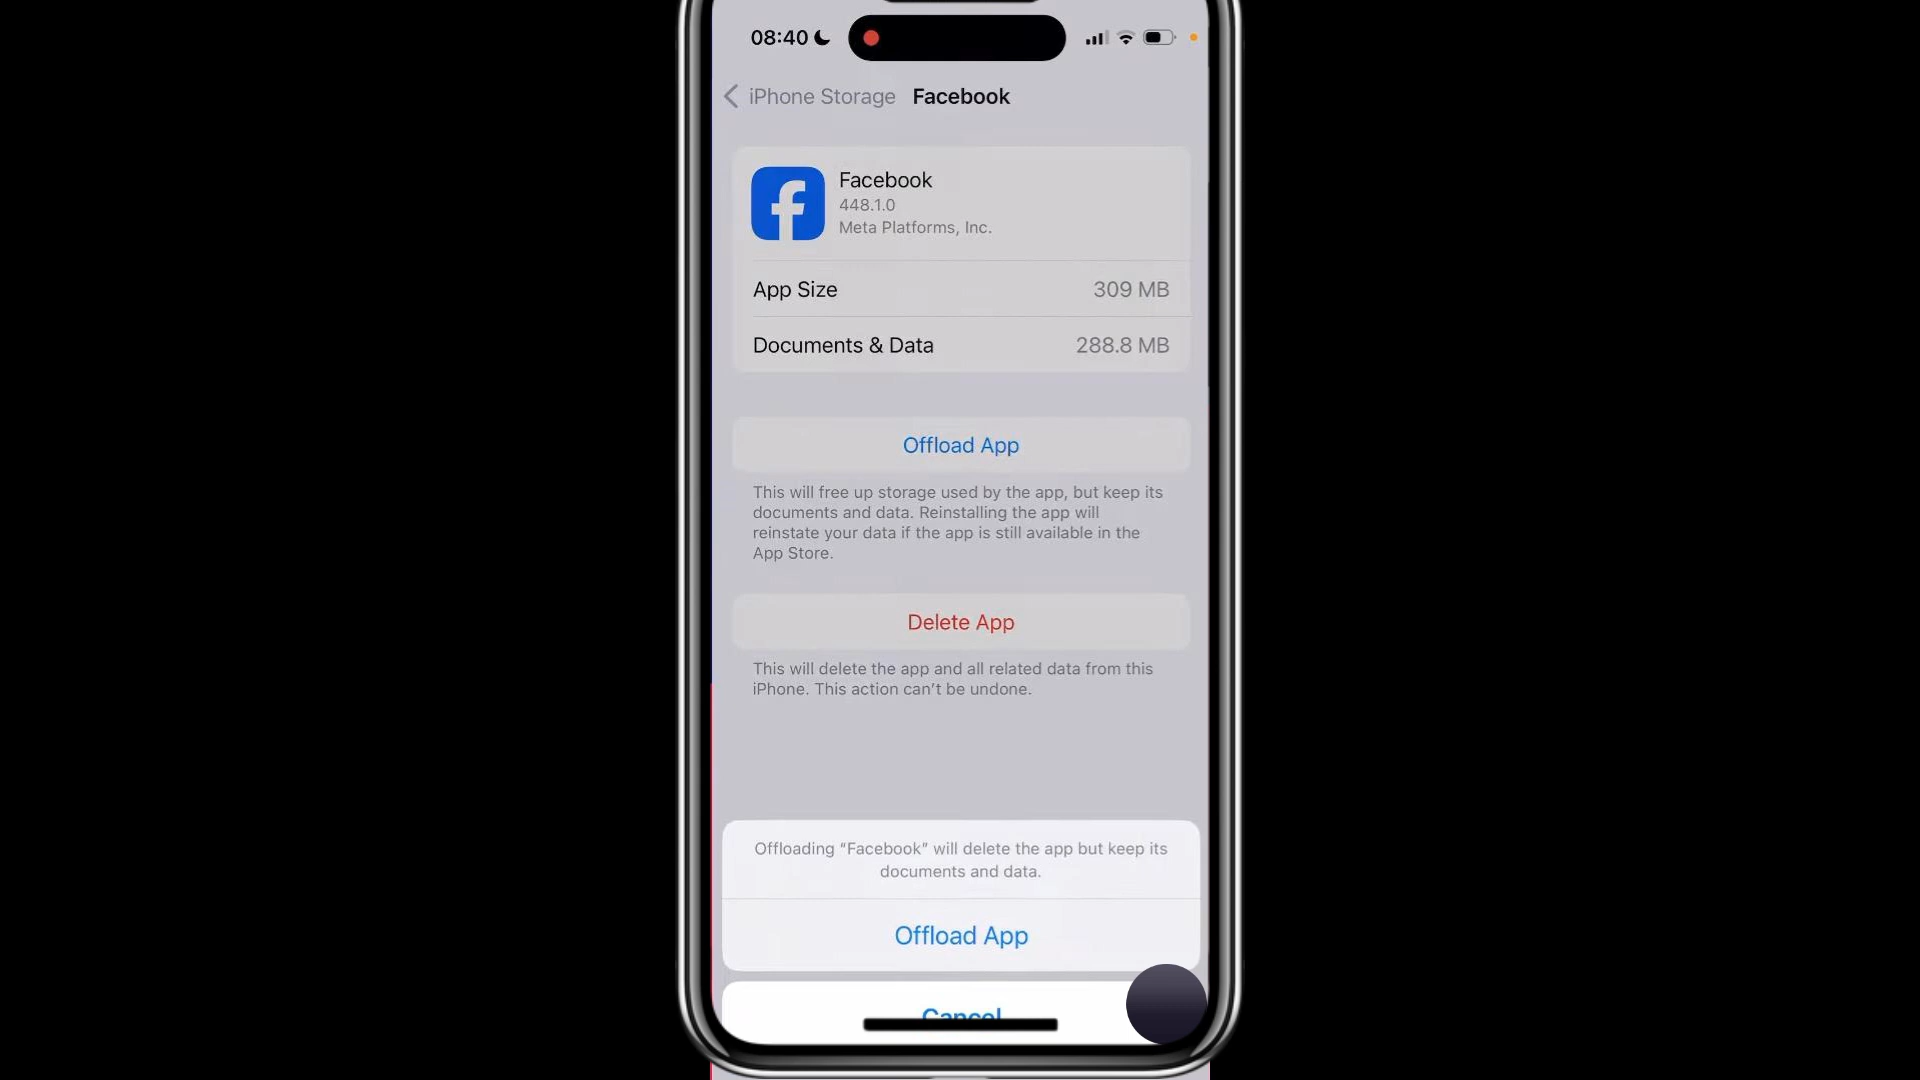 08:40
iPhone Storage Facebook
Facebook
448.1.0
Meta Platforms, Inc.
App Size 309 MB
Documents & Data 288.8 MB
Offload App
This will free up storage used by the app, but keep its
documents and data. Reinstalling the app will
reinstate your data if the app is still available in the
App Store.
Delete App
This will delete the app and all related data from this
iPhone. This action can’t be undone.
Offloading “Facebook” will delete the app but keep its
documents and data.
Offload App
Cancel